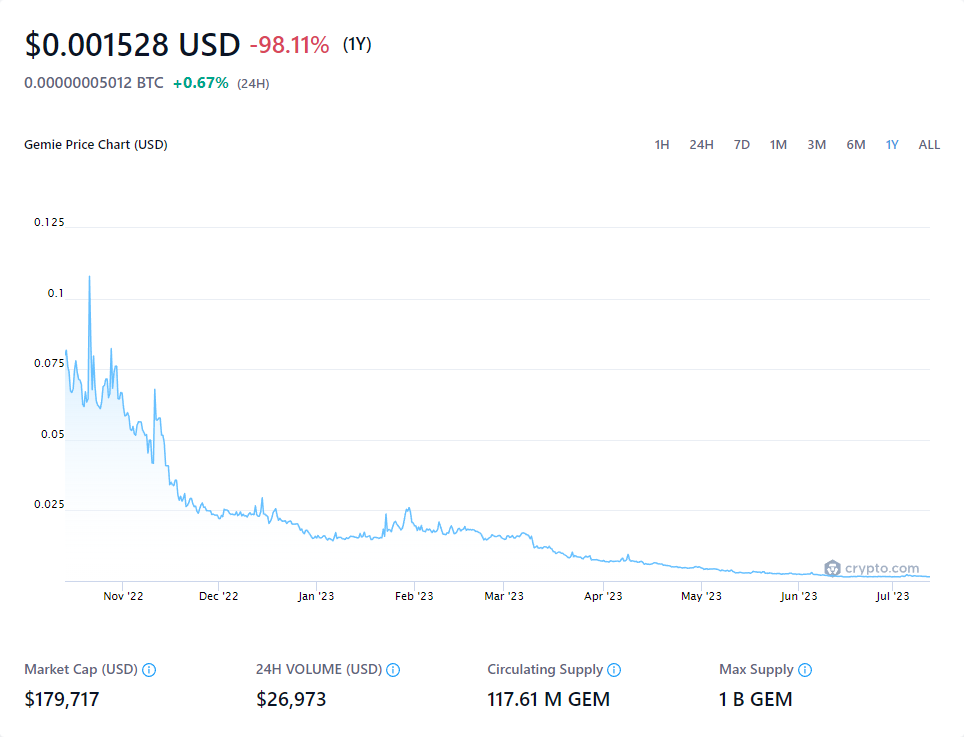 $0.001528 USD -98.11% (1Y)
0.00000005012 BTC +0.67% (24H)
Gemie Price Chart (USD) 1H 24H 7D 1M 3M 6M 1Y ALL
0.125
0.1
0.075
0.05
0.025
crypto.com
Nov '22 Dec '22 Jan '23 Feb '23 Mar '23 Apr '23 May '23 Jun '23 Jul '23
Market Cap (USD) 24H VOLUME (USD) Circulating Supply Max Supply
$179,717 $26,973 117.61 M GEM 1 B GEM